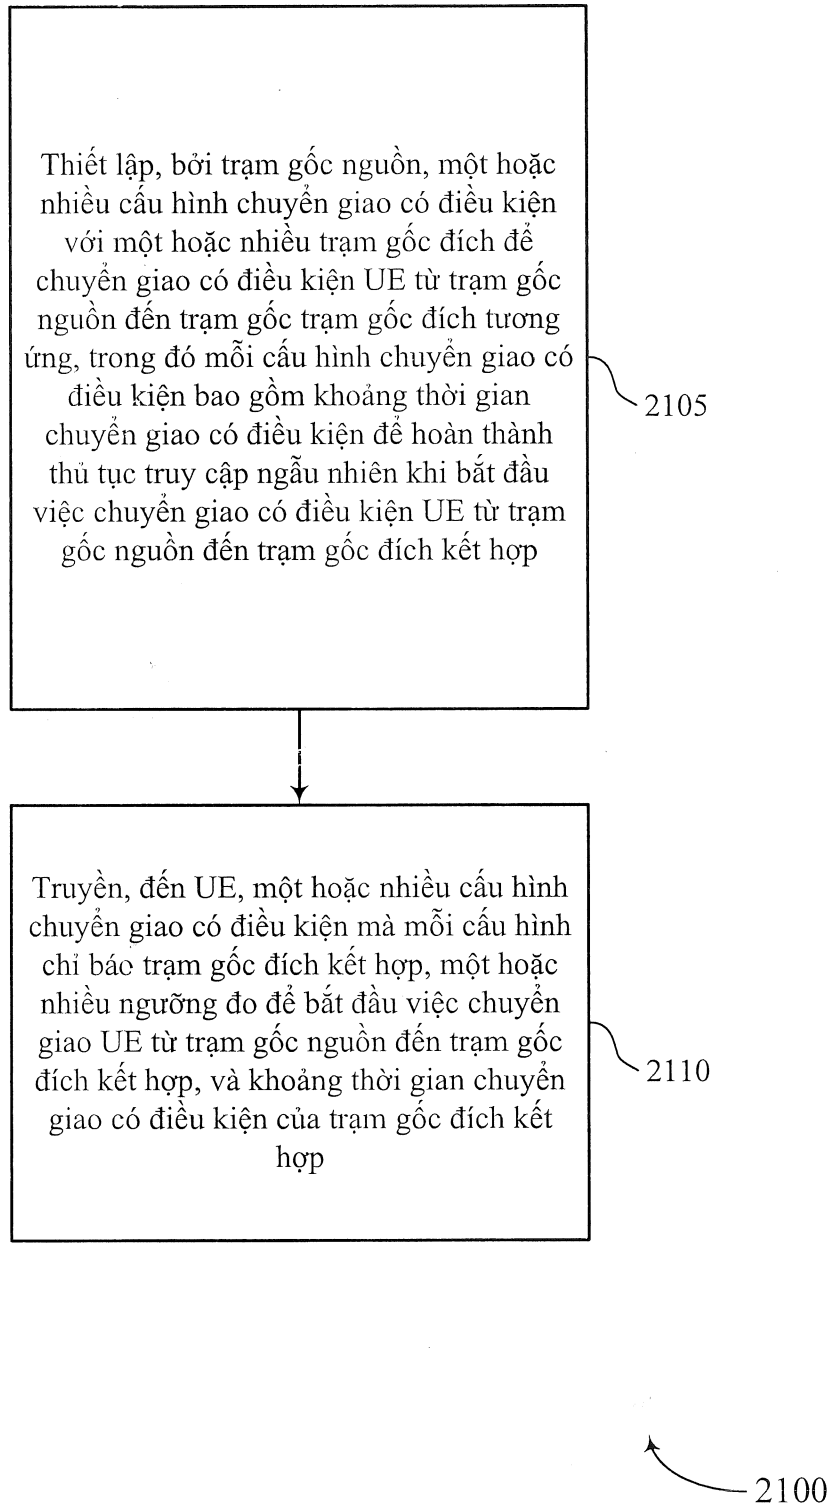 Thiết lập, bởi trạm gốc nguồn, một hoặc
nhiều cấu hình chuyển giao có điều kiện
với một hoặc nhiều trạm gốc đích để
chuyển giao có điều kiện UE từ trạm gốc
nguồn đến trạm gốc trạm gốc đích tương
ứng, trong đó mỗi cấu hình chuyển giao có
điều kiện bao gồm khoảng thời gian
chuyển giao có điều kiện để hoàn thành
thủ tục truy cập ngẫu nhiên khi bắt đầu
việc chuyển giao có điều kiện UE từ trạm
gốc nguồn đến trạm gốc đích kết hợp
2105
Truyền, đến UE, một hoặc nhiều cấu hình
chuyển giao có điều kiện mà mỗi cấu hình
chỉ báo trạm gốc đích kết hợp, một hoặc
nhiều ngưỡng đo để bắt đầu việc chuyển
giao UE từ trạm gốc nguồn đến trạm gốc
đích kết hợp, và khoảng thời gian chuyển
giao có điều kiện của trạm gốc đích kết
hợp
2110
2100